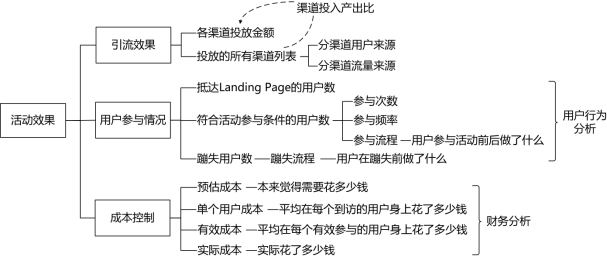 渠道投入产出比
各渠道投放金额
引流效果
投放的所有渠道列表
分渠道用户来源
分渠道流量来源
抵达Landing Page的用户数
活动效果
用户参与情况
符合活动参与条件的用户数
参与次数
参与频率
参与流程
用户参与活动前后做了什么
用户行为
分析
蹦失用户数
蹦失流程
用户在蹦失前做了什么
预估成本
本来觉得需要花多少钱
成本控制
单个用户成本
平均在每个到访的用户身上花了多少钱
有效成本
平均在每个有效参与的用户身上花了多少钱
实际成本
实际花了多少钱
财务分析